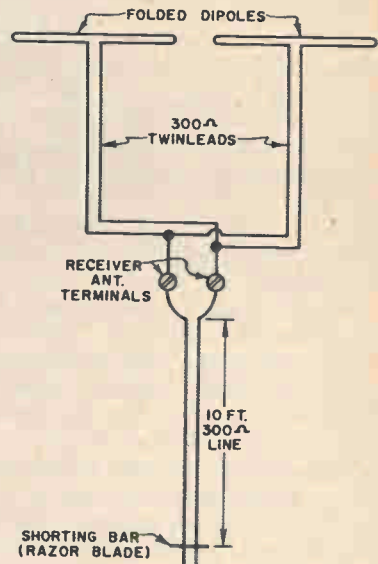 FOLDED DIPOLES
300Ω
TWINLEADS
RECEIVER
ANT.
TERMINALS
10 FT.
300Ω
LINE
SHORTING BAR
(RAZOR BLADE)